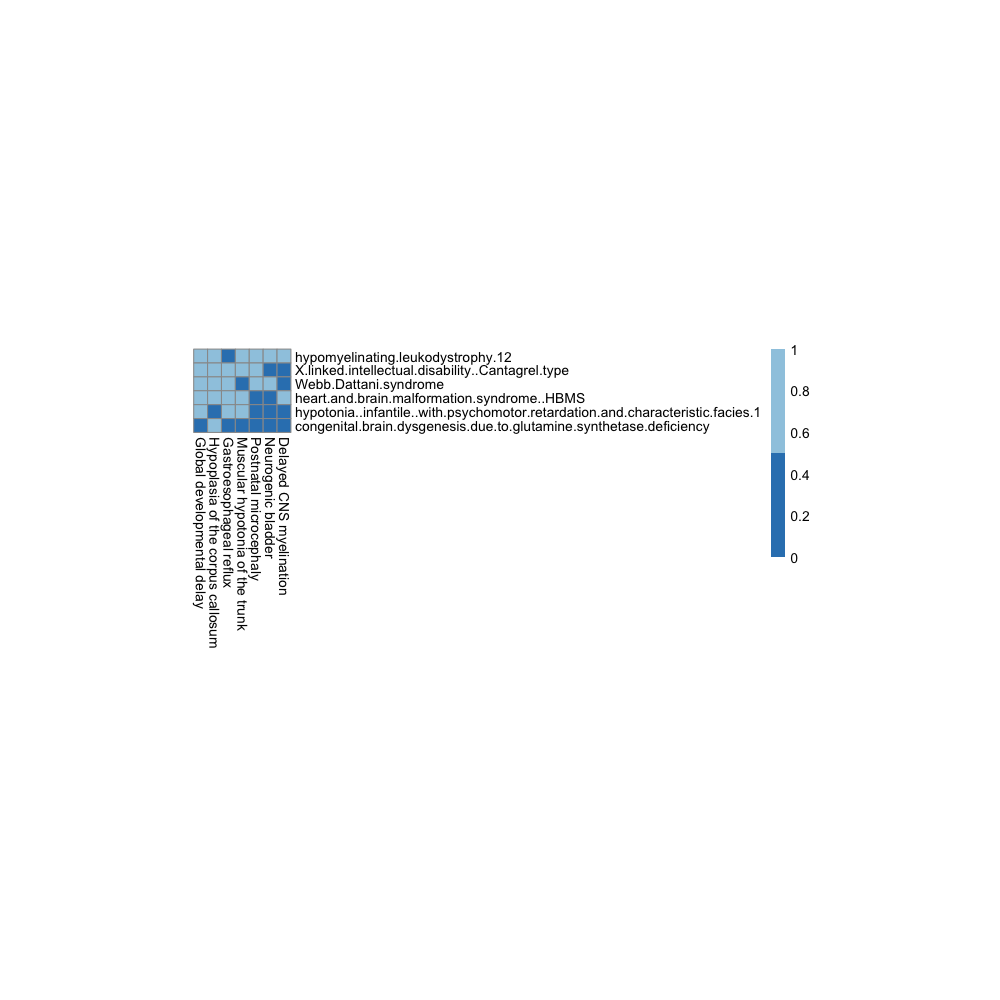 hypomyelinating.leukodystrophy.12
X.linked.intellectual.disability..Cantagrel.type
Webb.Dattani.syndrome
heart.and.brain.malformation.syndrome..HBMS
hypotonia..infantile..with.psychomotor.retardation.and.characteristic.facies.1
congenital.brain.dysgenesis.due.to.glutamine.synthetase.deficiency
Global developmental delay
Hypoplasia of the corpus callosum
Gastroesophageal reflux
Muscular hypotonia of the trunk
Postnatal microcephaly
Neurogenic bladder
Delayed CNS myelination
1
0.8
0.6
0.4
0.2
0